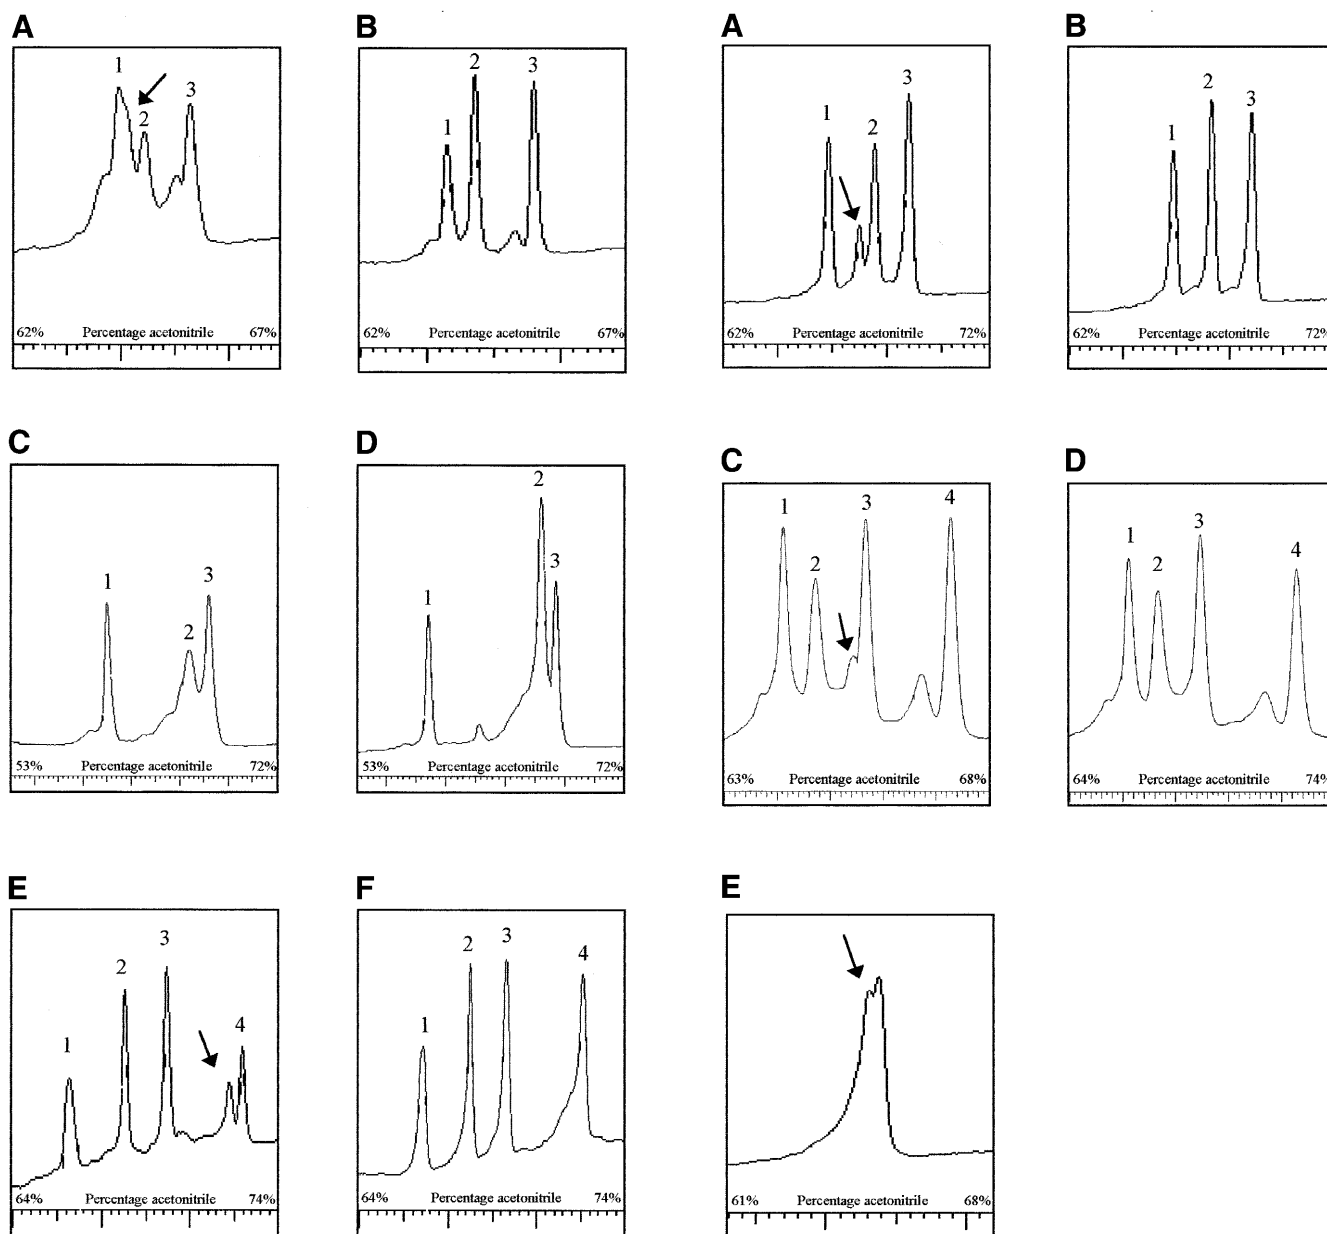 A
B
A
B
1
2
3
62% Percentage acetonitrile 67%
1
2
3
62% Percentage acetonitrile 67%
1
2
3
62% Percentage acetonitrile 72%
1
2
3
62% Percentage acetonitrile 72%
C
D
C
D
1
2
3
53% Percentage acetonitrile 72%
1
2
3
53% Percentage acetonitrile 72%
1
2
3
4
63% Percentage acetonitrile 68%
1
2
3
4
64% Percentage acetonitrile 74%
E
F
E
1
2
3
4
64% Percentage acetonitrile 74%
1
2
3
4
64% Percentage acetonitrile 74%
61% Percentage acetonitrile 68%